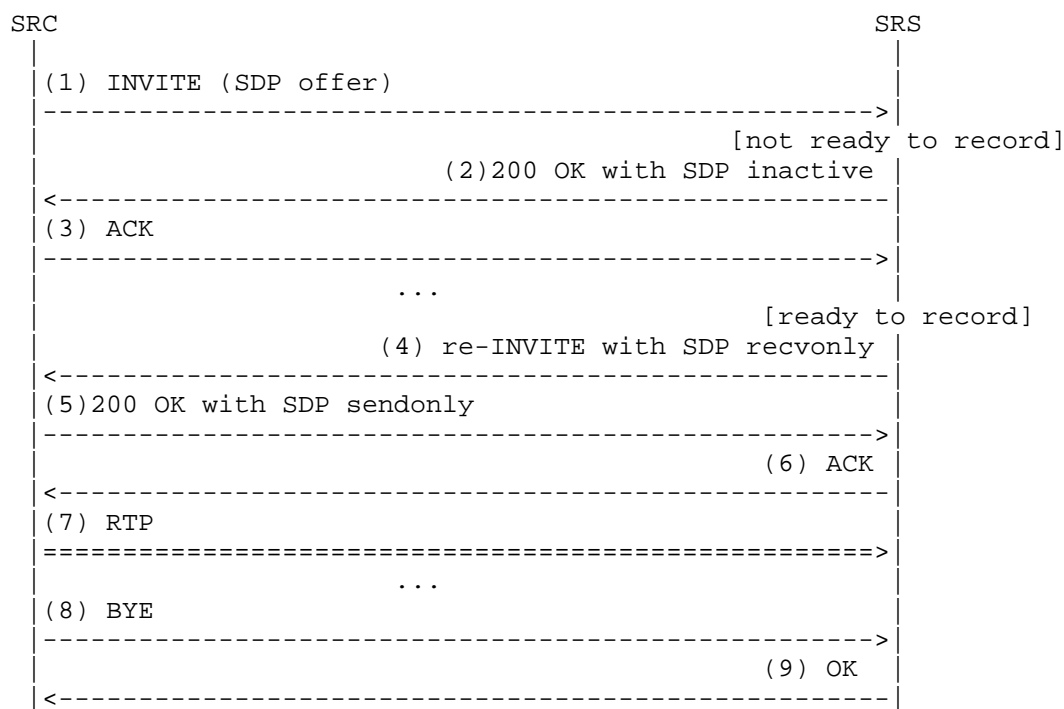 SRC SRS
(1) INVITE (SDP offer)
[not ready to record]
(2)200 OK with SDP inactive
(3) ACK
...
[ready to record]
(4) re-INVITE with SDP recvonly
(5)200 OK with SDP sendonly
(6) ACK
(7) RTP
...
(8) BYE
(9) OK